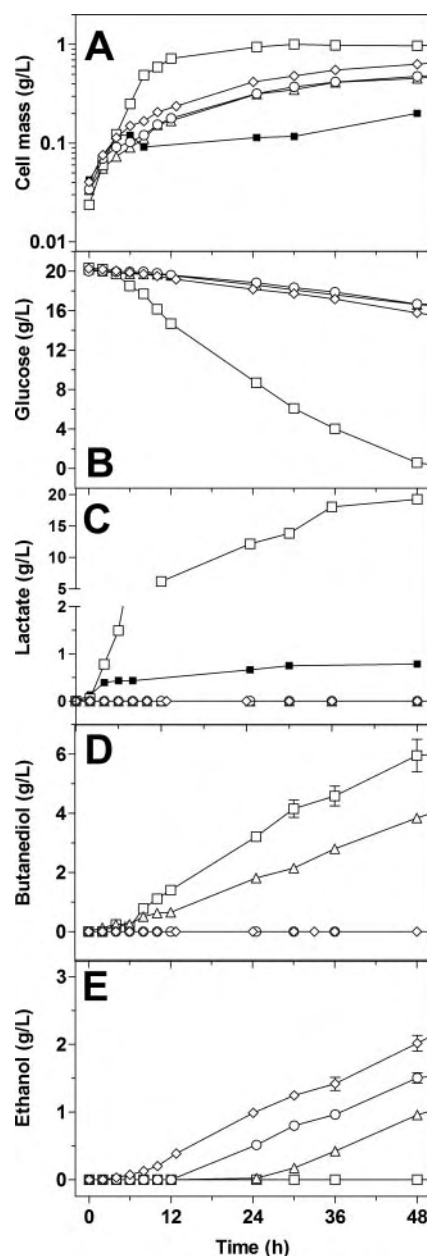 A
Cell mass (g/L)
1
0.1
0.01
B
Glucose (g/L)
20
16
12
8
4
0
C
Lactate (g/L)
20
15
10
5
2
1
0
D
Butanediol (g/L)
6
4
2
0
E
Ethanol (g/L)
3
2
1
0
0 12 24 36 48
Time (h)